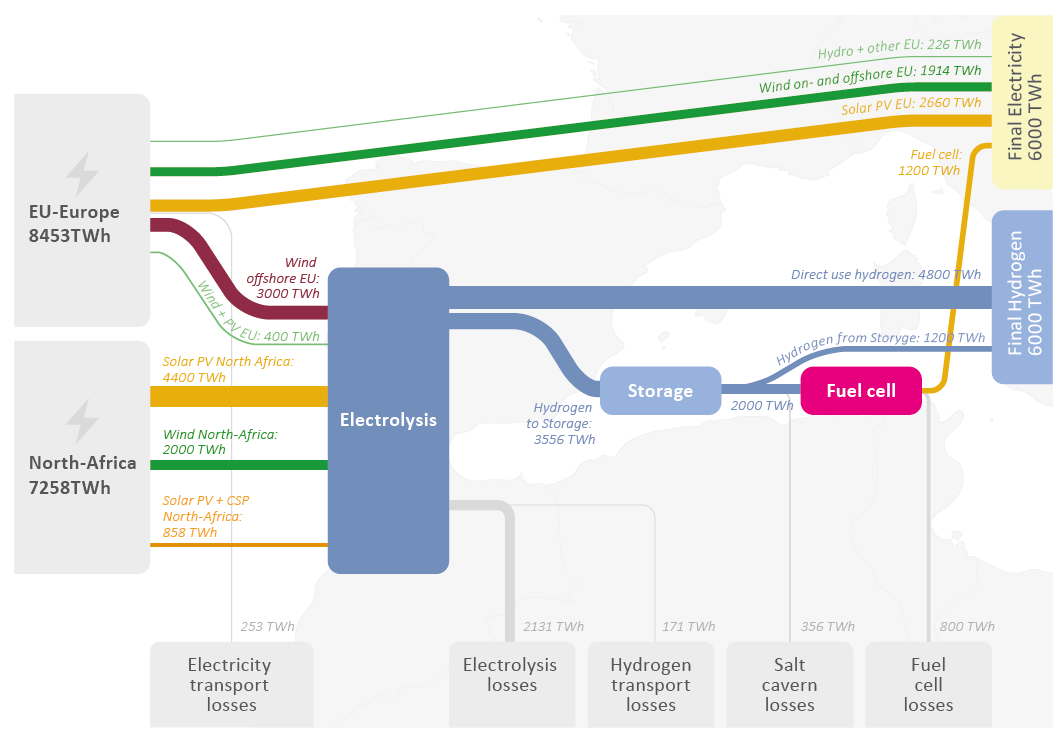 Hydro + other EU: 226 TWh
Wind on- and offshore EU: 1914 TWh
Solar PV EU: 2660 TWh
Final Electricity
6000 TWh
Fuel cell:
1200 TWh
EU-Europe
8453TWh
Wind
offshore EU:
3000 TWh
Wind + PV EU: 400 TWh
Direct use hydrogen: 4800 TWh
Final Hydrogen
6000 TWh
Hydrogen from Storyge: 1200 TWh
Solar PV North Africa:
4400 TWh
Electrolysis
Storage
Fuel cell
2000 TWh
Hydrogen
to Storage:
3556 TWh
Wind North-Africa:
2000 TWh
North-Africa
7258TWh
Solar PV + CSP
North-Africa:
858 TWh
253 TWh
2131 TWh
171 TWh
356 TWh
800 TWh
Electricity
transport
losses
Electrolysis
losses
Hydrogen
transport
losses
Salt
cavern
losses
Fuel
cell
losses